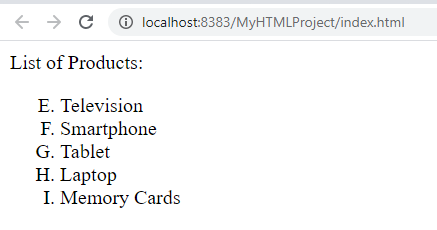 localhost:8383/MyHTMLProject/index.html
List of Products:
E. Television
F. Smartphone
G. Tablet
H. Laptop
I. Memory Cards